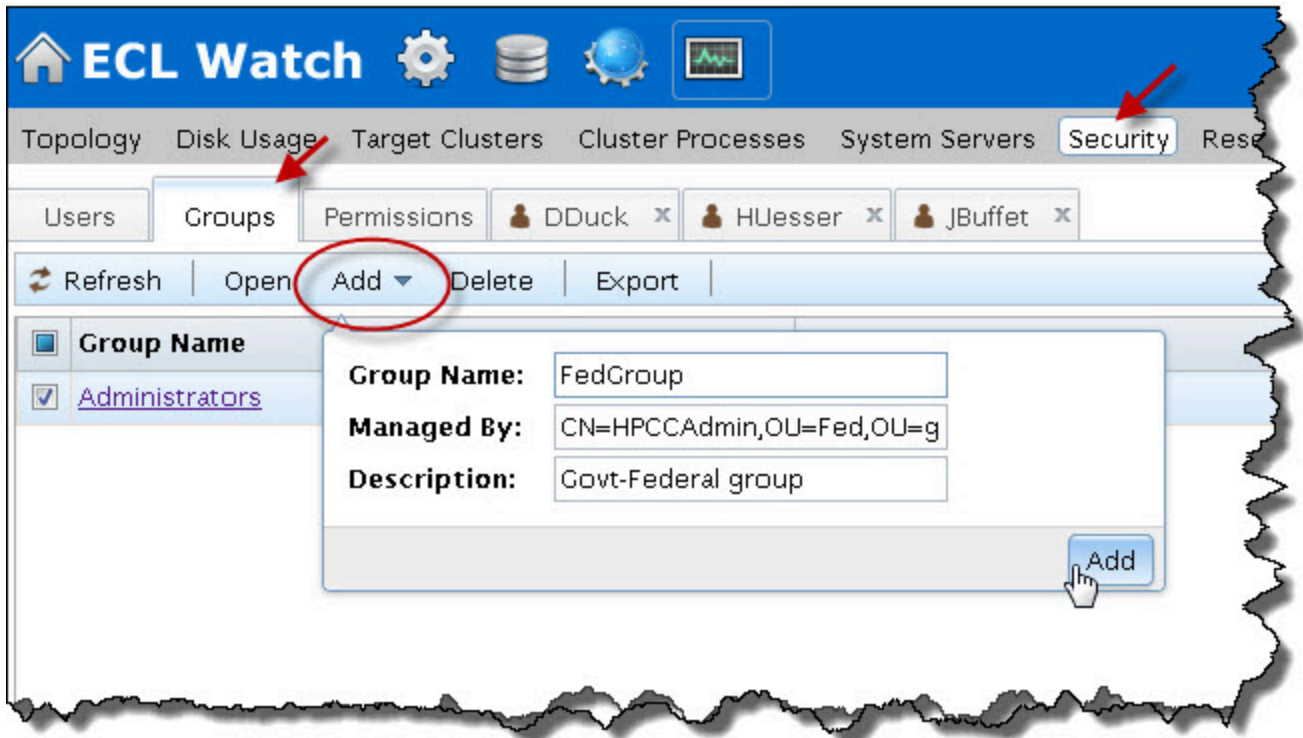 ECL Watch
Topology Disk Usage Target Clusters Cluster Processes System Servers Security Rese
Users Groups Permissions DDuck x HUesser x JBuffet x
Refresh Open Add Delete Export
Group Name
Administrators
Group Name: FedGroup
Managed By: CN=HPCCAdmin,OU=Fed,OU=g
Description: Govt-Federal group
Add